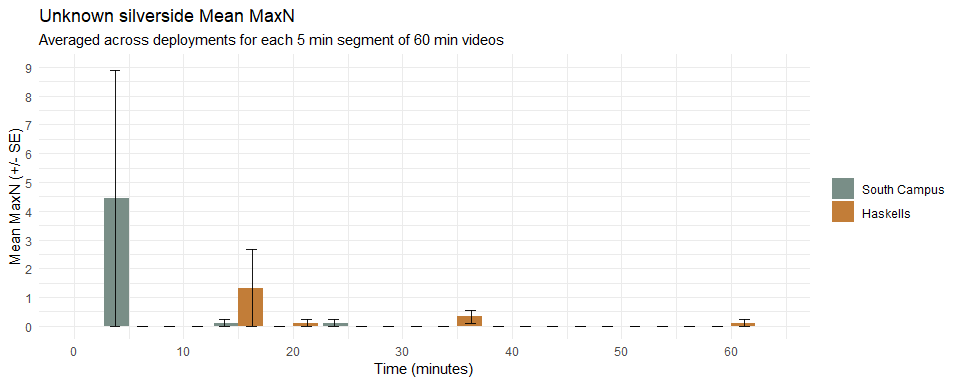 Unknown silverside Mean MaxN
Averaged across deployments for each 5 min segment of 60 min videos
Mean MaxN (+/- SE)
9
8
7
6
5
4
3
2
1
0
0 10 20 30 40 50 60
Time (minutes)
South Campus
Haskells